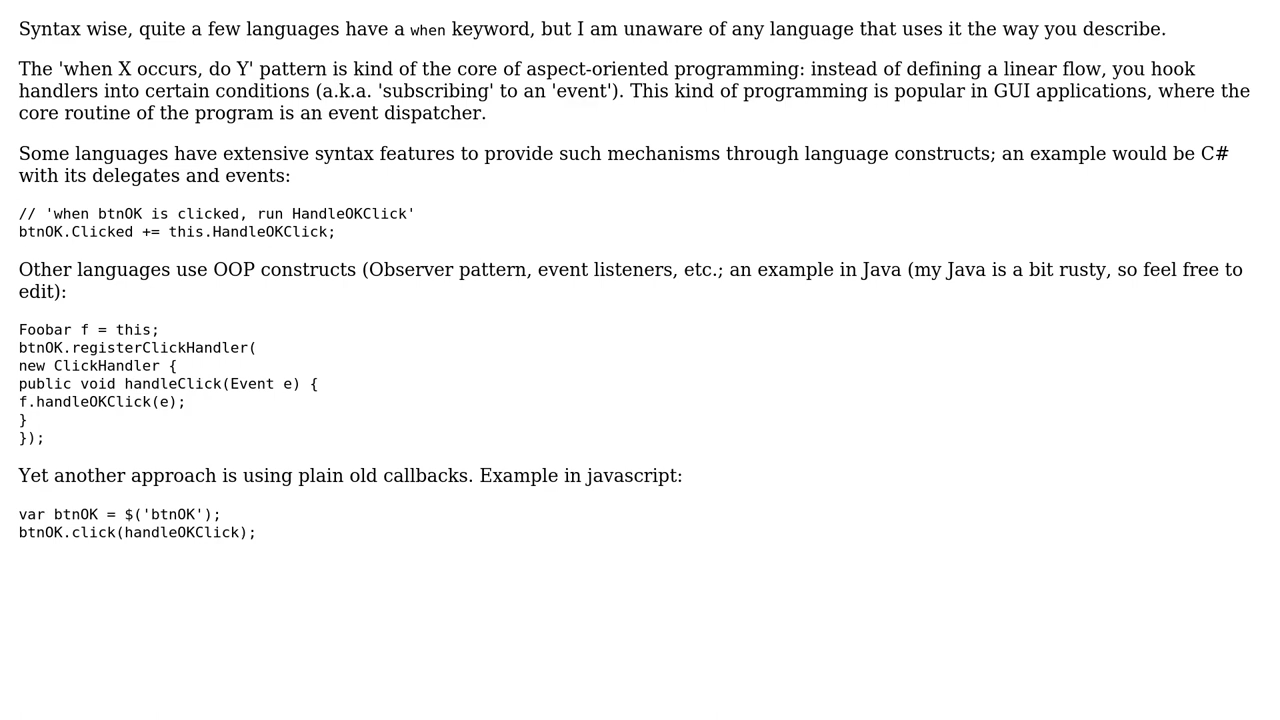 Syntax wise, quite a few languages have a when keyword, but I am unaware of any language that uses it the way you describe.
The 'when X occurs, do Y' pattern is kind of the core of aspect-oriented programming: instead of defining a linear flow, you hook
handlers into certain conditions (a.k.a. 'subscribing' to an 'event'). This kind of programming is popular in GUI applications, where the
core routine of the program is an event dispatcher.
Some languages have extensive syntax features to provide such mechanisms through language constructs; an example would be C#
with its delegates and events:
// 'when btnOK is clicked, run HandleOKClick'
btnOK.Clicked += this.HandleOKClick;
Other languages use OOP constructs (Observer pattern, event listeners, etc.; an example in Java (my Java is a bit rusty, so feel free to
edit):
Foobar f = this;
btnOK.registerClickHandler(
new ClickHandler {
public void handleClick(Event e) {
f.handleOKClick(e);
}
});
Yet another approach is using plain old callbacks. Example in javascript:
var btnOK = $('btnOK');
btnOK.click(handleOKClick);